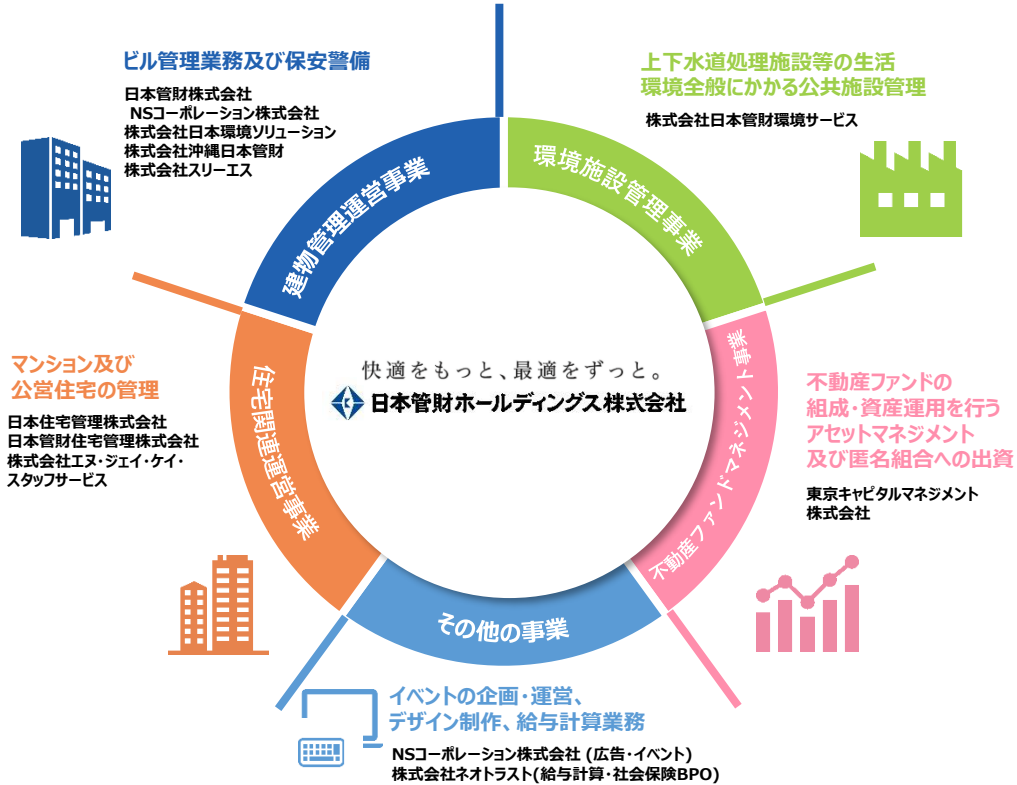 ビル管理業務及び保安警備
日本管財株式会社
NSコーポレーション株式会社
株式会社日本環境ソリューション
株式会社沖縄日本管財
株式会社スリーエス
上下水道処理施設等の生活
環境全般にかかる公共施設管理
株式会社日本管財環境サービス
建物管理運営事業
環境施設管理事業
マンション及び
公営住宅の管理
日本住宅管理株式会社
日本管財住宅管理株式会社
株式会社エヌ・ジェイ・ケイ・
スタッフサービス
住宅関連運営事業
快適をもっと、最適をずっと。
日本管財ホールディングス株式会社
不動産ファンドマネジメント事業
不動産ファンドの
組成・資産運用を行う
アセットマネジメント
及び匿名組合への出資
東京キャピタルマネジメント
株式会社
その他の事業
イベントの企画・運営、
デザイン制作、給与計算業務
NSコーポレーション株式会社 (広告・イベント)
株式会社ネオトラスト(給与計算・社会保険BPO)